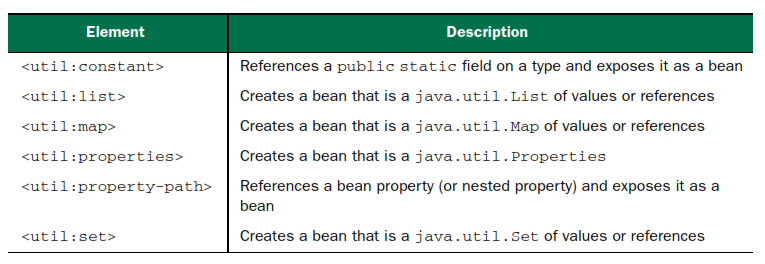 Element Description
<util:constant> References a public static field on a type and exposes it as a bean
<util:list> Creates a bean that is a java.util.List of values or references
<util:map> Creates a bean that is a java.util.Map of values or references
<util:properties> Creates a bean that is a java.util.Properties
<util:property-path> References a bean property (or nested property) and exposes it as a
bean
<util:set> Creates a bean that is a java.util.Set of values or references